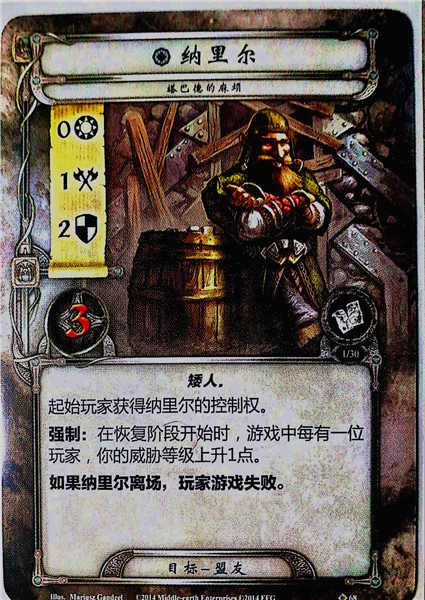 纳里尔
塔巴德的麻烦
0
1
2
3
1/30
矮人.
起始玩家获得纳里尔的控制权。
强制：在恢复阶段开始时，游戏中每有一位
玩家，你的威胁等级上升1点。
如果纳里尔离场，玩家游戏失败。
目标-盟友
Illus. Mariusz Gandzel ©2014 Middle-earth Enterprises ©2014 FFG 68